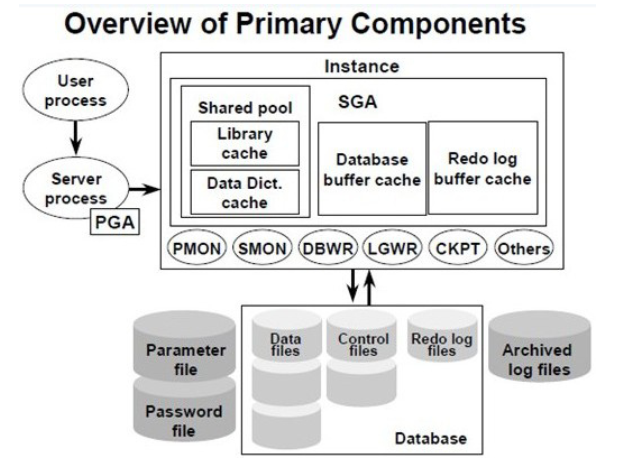 Overview of Primary Components
Instance
User
process
Server
process
PGA
SGA
Shared pool
Library
cache
Data Dict.
cache
Database
buffer cache
Redo log
buffer cache
PMON
SMON
DBWR
LGWR
CKPT
Others
Parameter
file
Password
file
Data
files
Control
files
Redo log
files
Database
Archived
log files